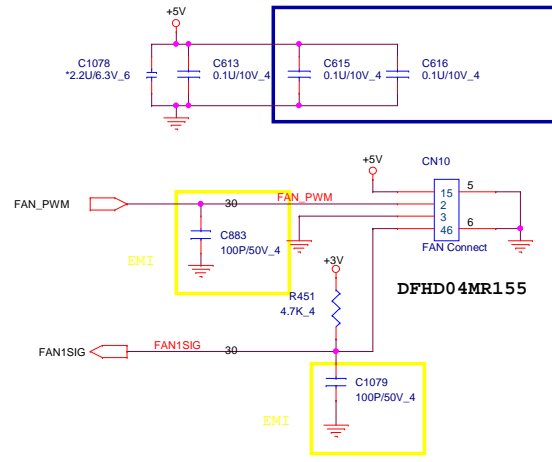 +5V
C1078
*2.2U/6.3V_6
C613
0.1U/10V_4
C615
0.1U/10V_4
C616
0.1U/10V_4
+5V
CN10
FAN_PWM
30
FAN_PWM
15
2
3
46
5
6
FAN Connect
C883
100P/50V_4
EMI
+3V
DFHD04MR155
R451
4.7K_4
FAN1SIG
FAN1SIG
30
C1079
100P/50V_4
EMI